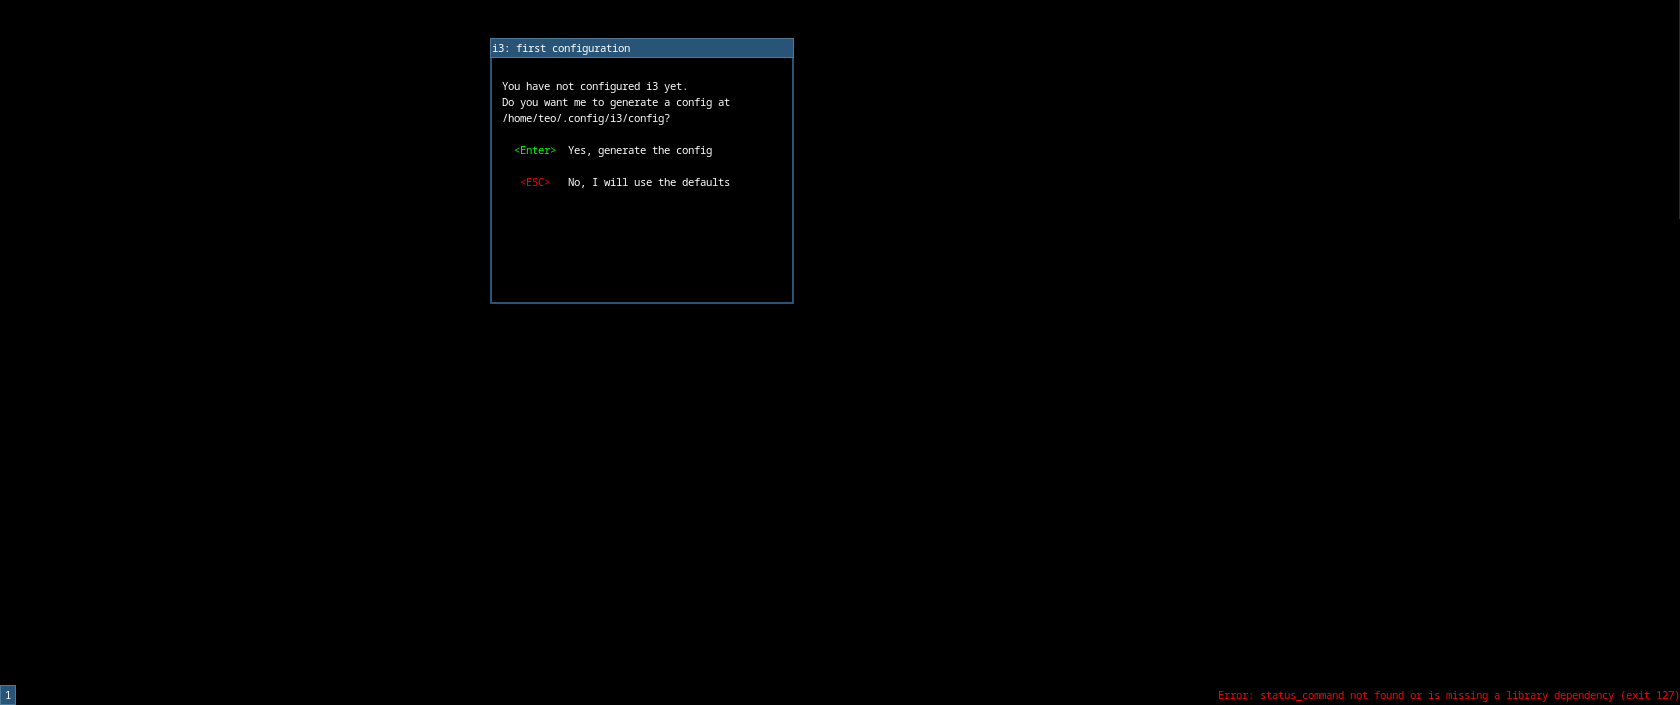 i3: first configuration
You have not configured i3 yet.
Do you want me to generate a config at
/home/teo/.config/i3/config?
<Enter> Yes, generate the config
<ESC> No, I will use the defaults
1
Error: status_command not found or is missing a library dependency (exit 127)